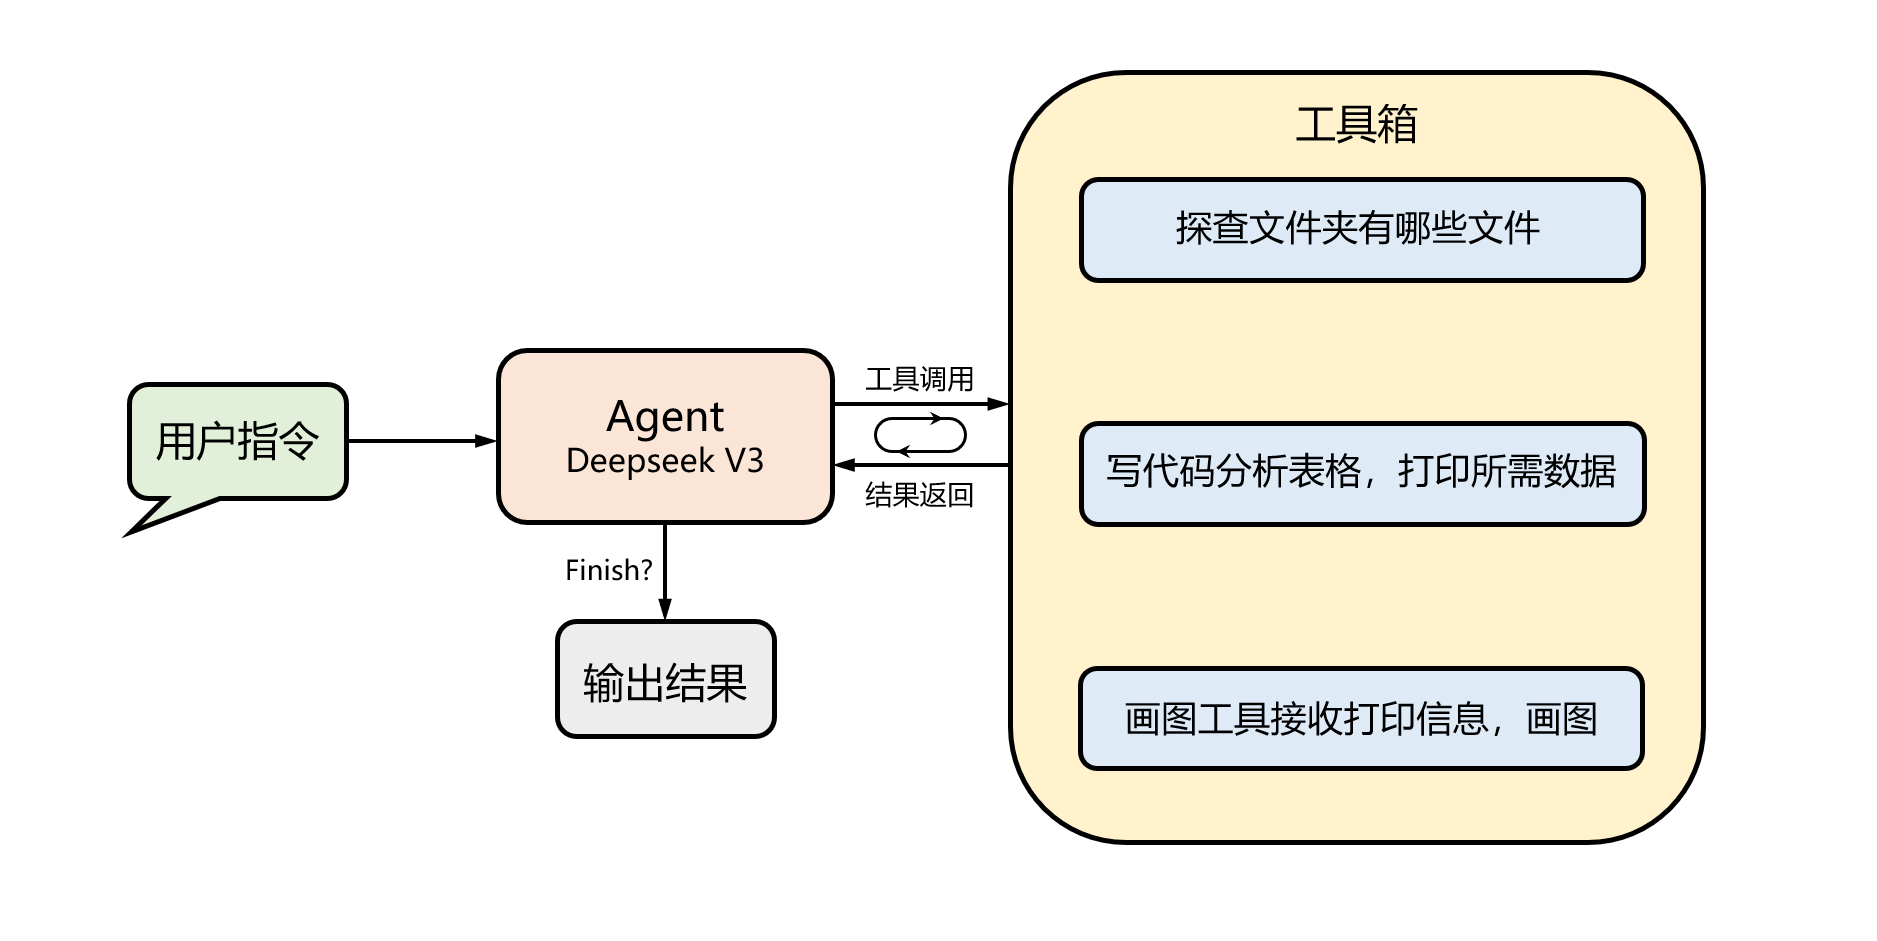 工具箱
探查文件夹有哪些文件
用户指令
Agent
Deepseek V3
工具调用
结果返回
写代码分析表格，打印所需数据
Finish?
输出结果
画图工具接收打印信息，画图